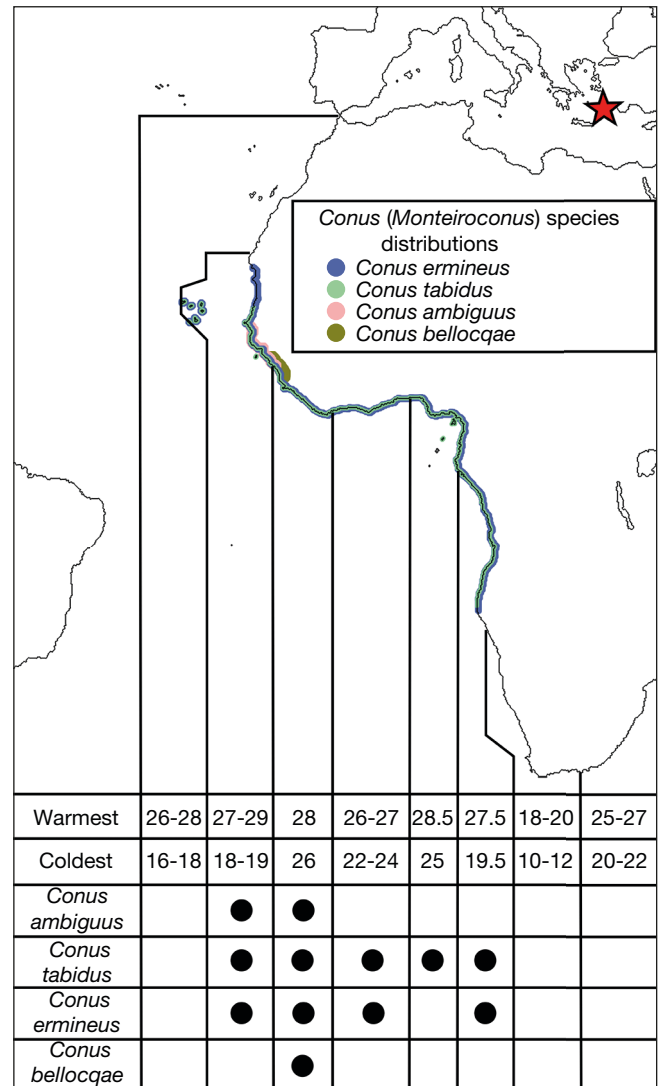 Conus (Monteiroconus) species
distributions
Conus ermineus
Conus tabidus
Conus ambiguus
Conus bellocqae
Warmest 26-28 27-29 28 26-27 28.5 27.5 18-20 25-27
Coldest 16-18 18-19 26 22-24 25 19.5 10-12 20-22
Conus
ambiguus
Conus
tabidus
Conus
ermineus
Conus
bellocqae